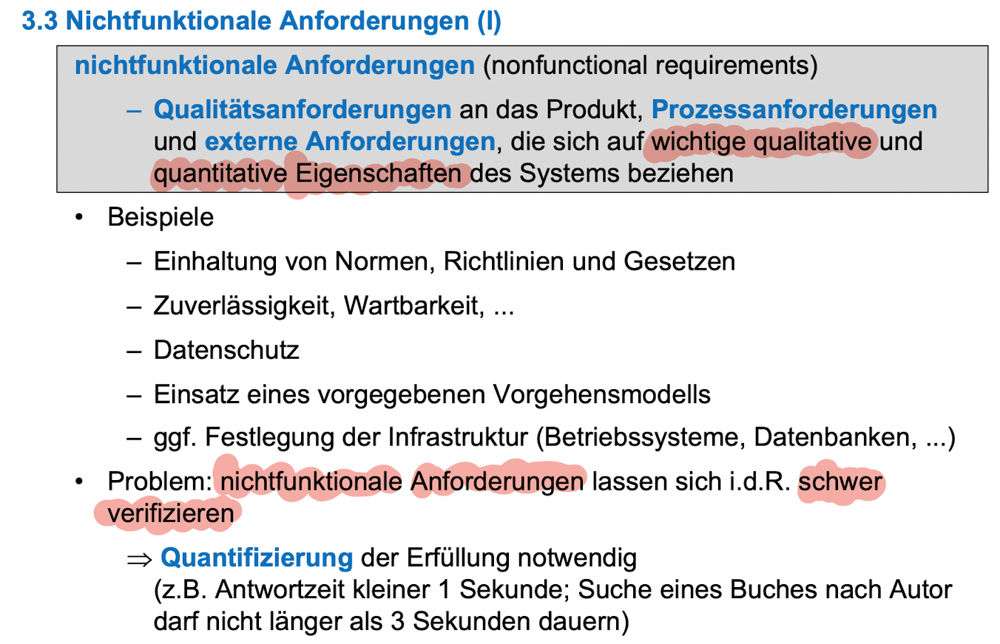 3.3 Nichtfunktionale Anforderungen (I)
nichtfunktionale Anforderungen (nonfunctional requirements)
– Qualitätsanforderungen an das Produkt, Prozessanforderungen
und externe Anforderungen, die sich auf wichtige qualitative und
quantitative Eigenschaften des Systems beziehen
• Beispiele
– Einhaltung von Normen, Richtlinien und Gesetzen
– Zuverlässigkeit, Wartbarkeit, ...
– Datenschutz
– Einsatz eines vorgegebenen Vorgehensmodells
– ggf. Festlegung der Infrastruktur (Betriebssysteme, Datenbanken, ...)
• Problem: nichtfunktionale Anforderungen lassen sich i.d.R. schwer
verifizieren
⇒ Quantifizierung der Erfüllung notwendig
(z.B. Antwortzeit kleiner 1 Sekunde; Suche eines Buches nach Autor
darf nicht länger als 3 Sekunden dauern)